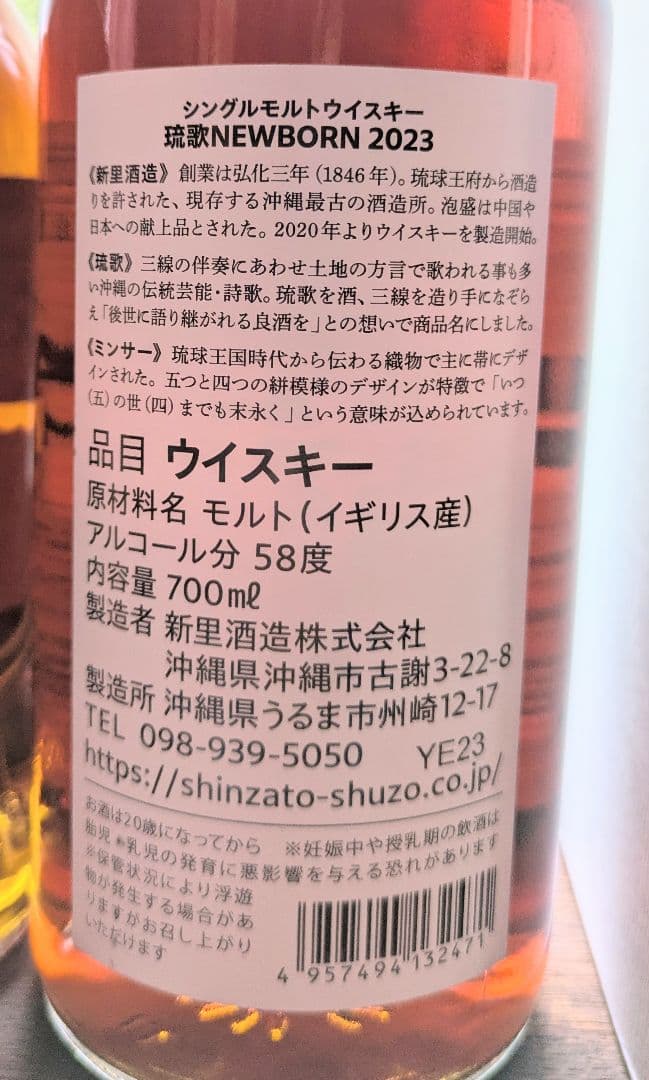 シングルモルトウイスキー
琉歌NEWBORN 2023
《新里酒造》創業は弘化三年（1846年）。琉球王府から酒造
りを許された、現存する沖縄最古の酒造所。泡盛は中国や
日本への献上品とされた。2020年よりウイスキーを製造開始。
《琉歌》三線の伴奏にあわせ土地の方言で歌われる事も多
い沖縄の伝統芸能・詩歌。琉歌を酒、三線を造り手になぞら
え「後世に語り継がれる良酒を」との想いで商品名にしました。
《ミンサー》琉球王国時代から伝わる織物で主に帯にデザ
インされた。五つと四つの絣模様のデザインが特徴で「いつ
（五）の世（四）までも末永く」という意味が込められています。
品目 ウイスキー
原材料名 モルト（イギリス産）
アルコール分 58度
内容量 700㎖
製造者 新里酒造株式会社
沖縄県沖縄市古謝3-22-8
製造所 沖縄県うるま市州崎12-17
TEL 098-939-5050 YE23
https://shinzato-shuzo.co.jp/
お酒は20歳になってから ※妊娠中や授乳期の飲酒は
胎児・乳児の発育に悪影響を与える恐れがあります
※保管状況により浮遊
物が発生する場合があ
りますがお召し上がり
いただけます
4 957494 132471